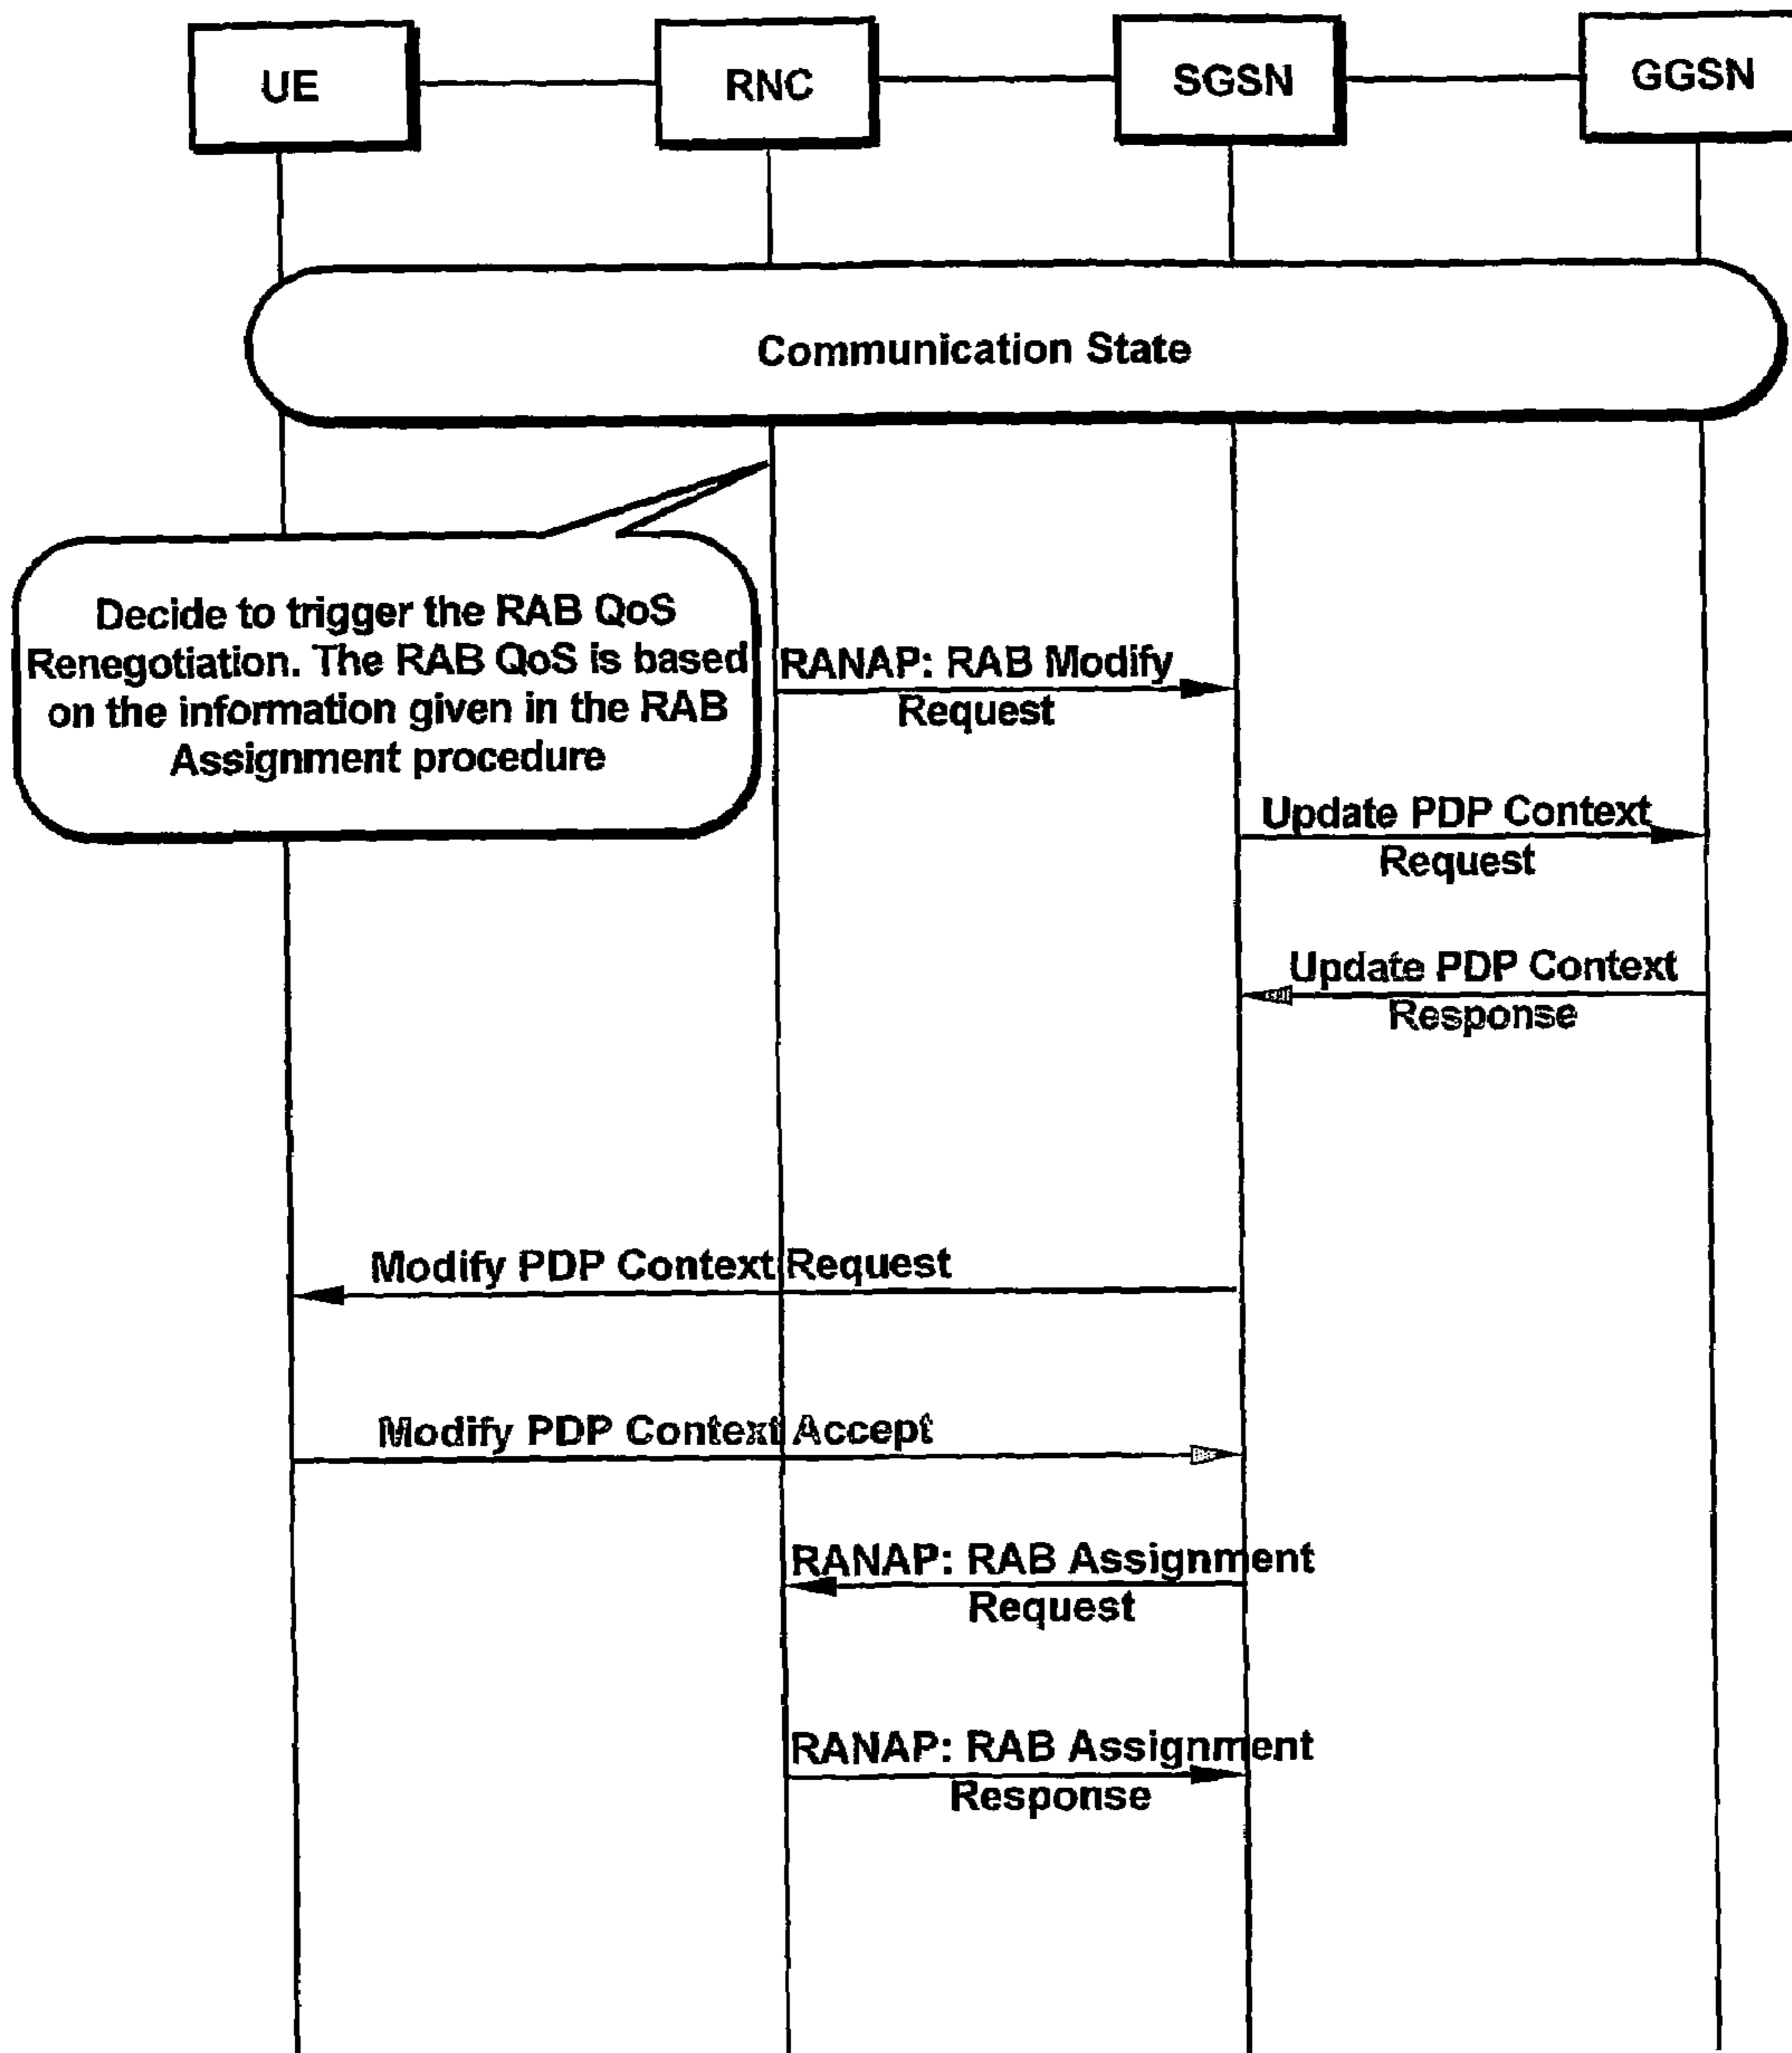 UE
RNC
SGSN
GGSN
Communication State
Decide to trigger the RAB QoS
Renegotiation. The RAB QoS is based
on the information given in the RAB
Assignment procedure
RANAP: RAB Modify
Request
Update PDP Context
Request
Update PDP Context
Response
Modify PDP Context Request
Modify PDP Context Accept
RANAP: RAB Assignment
Request
RANAP: RAB Assignment
Response